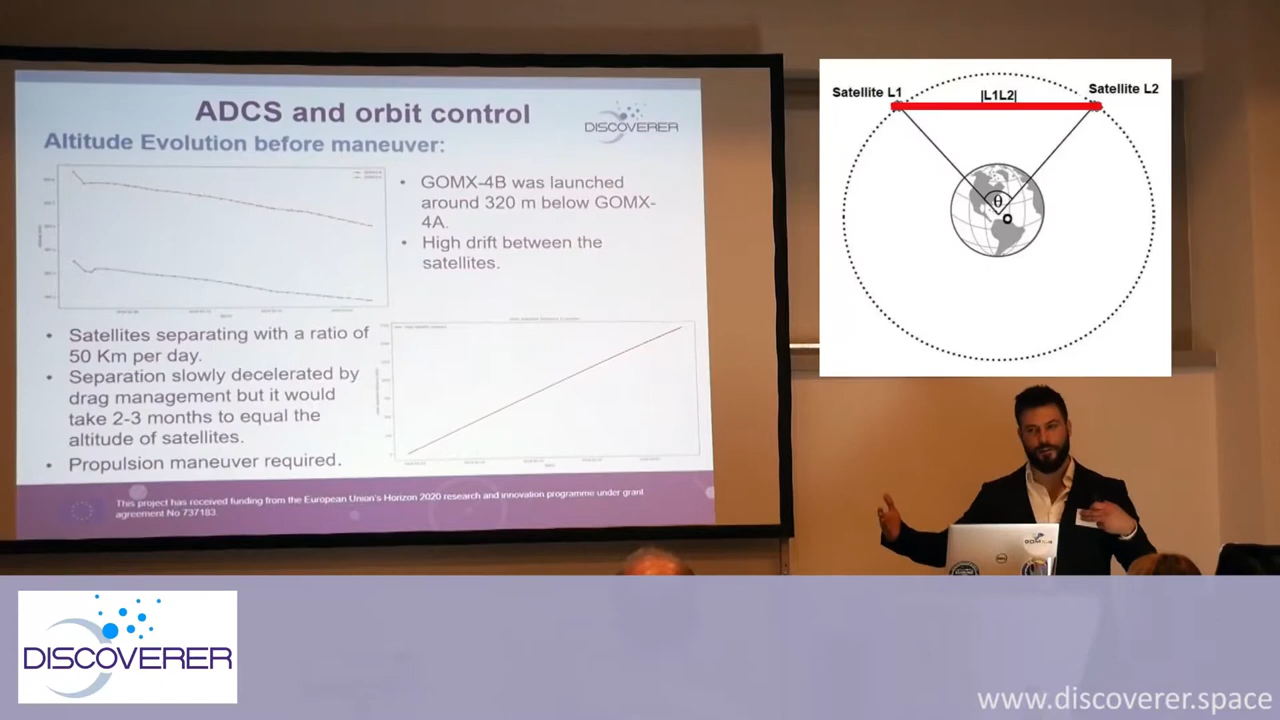 ADCS and orbit control
DISCOVERER
Altitude Evolution before maneuver:
• GOMX-4B was launched
around 320 m below GOMX-
4A.
• High drift between the
satellites.
• Satellites separating with a ratio of
50 Km per day.
• Separation slowly decelerated by
drag management but it would
take 2-3 months to equal the
altitude of satellites.
• Propulsion maneuver required.
This project has received funding from the European Union's Horizon 2020 research and innovation programme under grant
agreement No 737183.
Satellite L1
|L1L2|
Satellite L2
θ
O
GOMX-4
DELL
DISCOVERER
www.discoverer.space